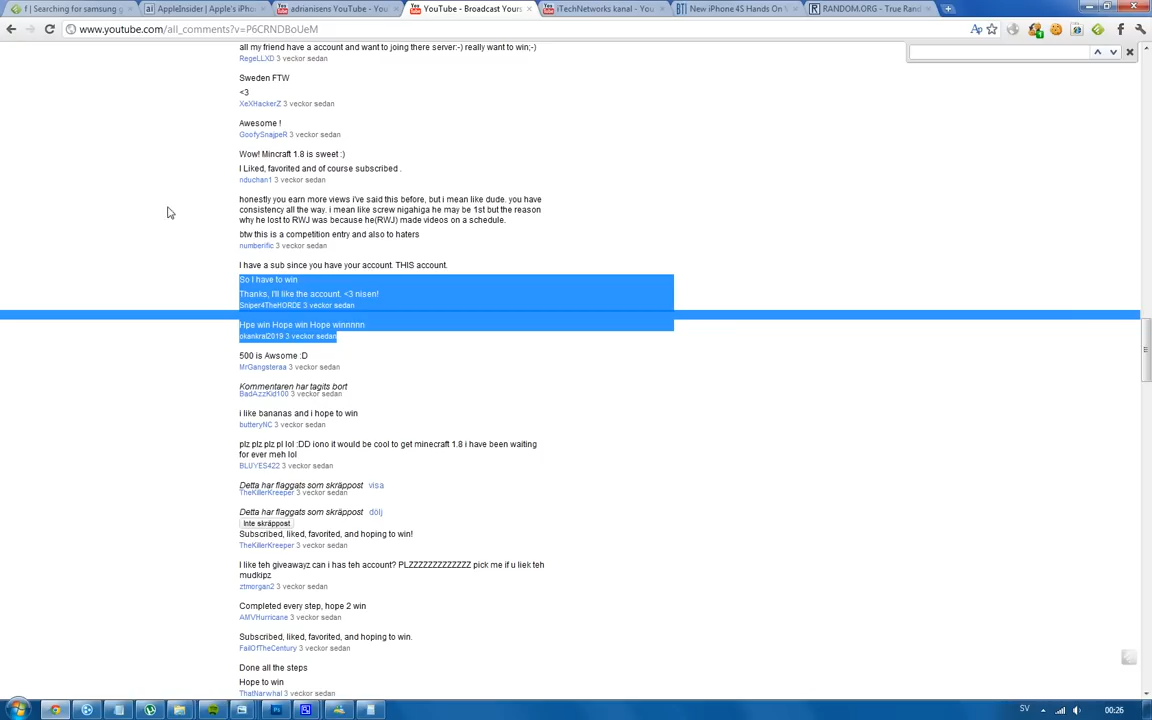 f | Searching for samsung g
AppleInsider | Apple's iPho
adrianisens YouTube - You
YouTube - Broadcast Yours
iTechNetworks kanal - You
New iPhone 4S Hands On V
RANDOM.ORG - True Ran
www.youtube.com/all_comments?v=P6CRNDBoUeM
all my friend have a account and want to joing there server:-) really want to win;-)
RegeLLXD 3 veckor sedan
Sweden FTW
<3
XeXHackerZ 3 veckor sedan
Awesome !
GoofySnajpeR 3 veckor sedan
Wow! Mincraft 1.8 is sweet :)
I Liked, favorited and of course subscribed .
nduchan1 3 veckor sedan
honestly you earn more views i've said this before, but i mean like dude. you have
consistency all the way. i mean like screw nigahiga he may be 1st but the reason
why he lost to RWJ was because he(RWJ) made videos on a schedule.
btw this is a competition entry and also to haters
numberific 3 veckor sedan
I have a sub since you have your account. THIS account.
So I have to win
Thanks, I'll like the account. <3 nisen!
Sniper4TheHORDE 3 veckor sedan
Hpe win Hope win Hope winnnnn
okankral2019 3 veckor sedan
500 is Awsome :D
MrGangsteraa 3 veckor sedan
Kommentaren har tagits bort
BadAzzKid100 3 veckor sedan
i like bananas and i hope to win
butteryNC 3 veckor sedan
plz plz plz pl lol :DD iono it would be cool to get minecraft 1.8 i have been waiting
for ever meh lol
BLUYES422 3 veckor sedan
Detta har flaggats som skräppost visa
TheKillerKreeper 3 veckor sedan
Detta har flaggats som skräppost dölj
Inte skräppost
Subscribed, liked, favorited, and hoping to win!
TheKillerKreeper 3 veckor sedan
I like teh giveawayz can i has teh account? PLZZZZZZZZZZZZ pick me if u liek teh
mudkipz
ztmorgan2 3 veckor sedan
Completed every step, hope 2 win
AMVHurricane 3 veckor sedan
Subscribed, liked, favorited, and hoping to win.
FailOfTheCentury 3 veckor sedan
Done all the steps
Hope to win
ThatNarwhal 3 veckor sedan
SV
00:26